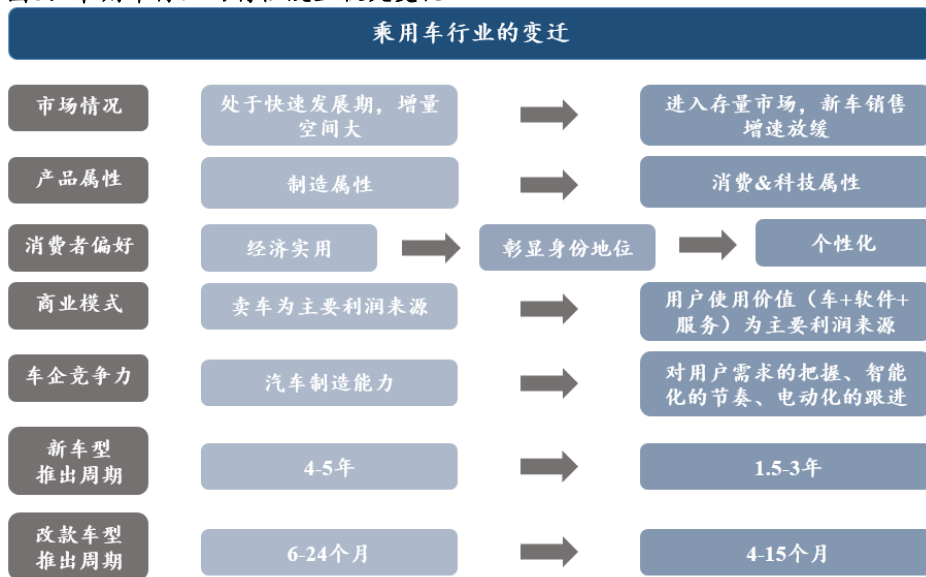 乘用车行业的变迁
市场情况
处于快速发展期，增量
空间大
进入存量市场，新车销售
增速放缓
产品属性
制造属性
消费&科技属性
消费者偏好
经济实用
彰显身份地位
个性化
商业模式
卖车为主要利润来源
用户使用价值（车+软件+
服务）为主要利润来源
车企竞争力
汽车制造能力
对用户需求的把握、智能
化的节奏、电动化的跟进
新车型
推出周期
4-5年
1.5-3年
改款车型
推出周期
6-24个月
4-15个月